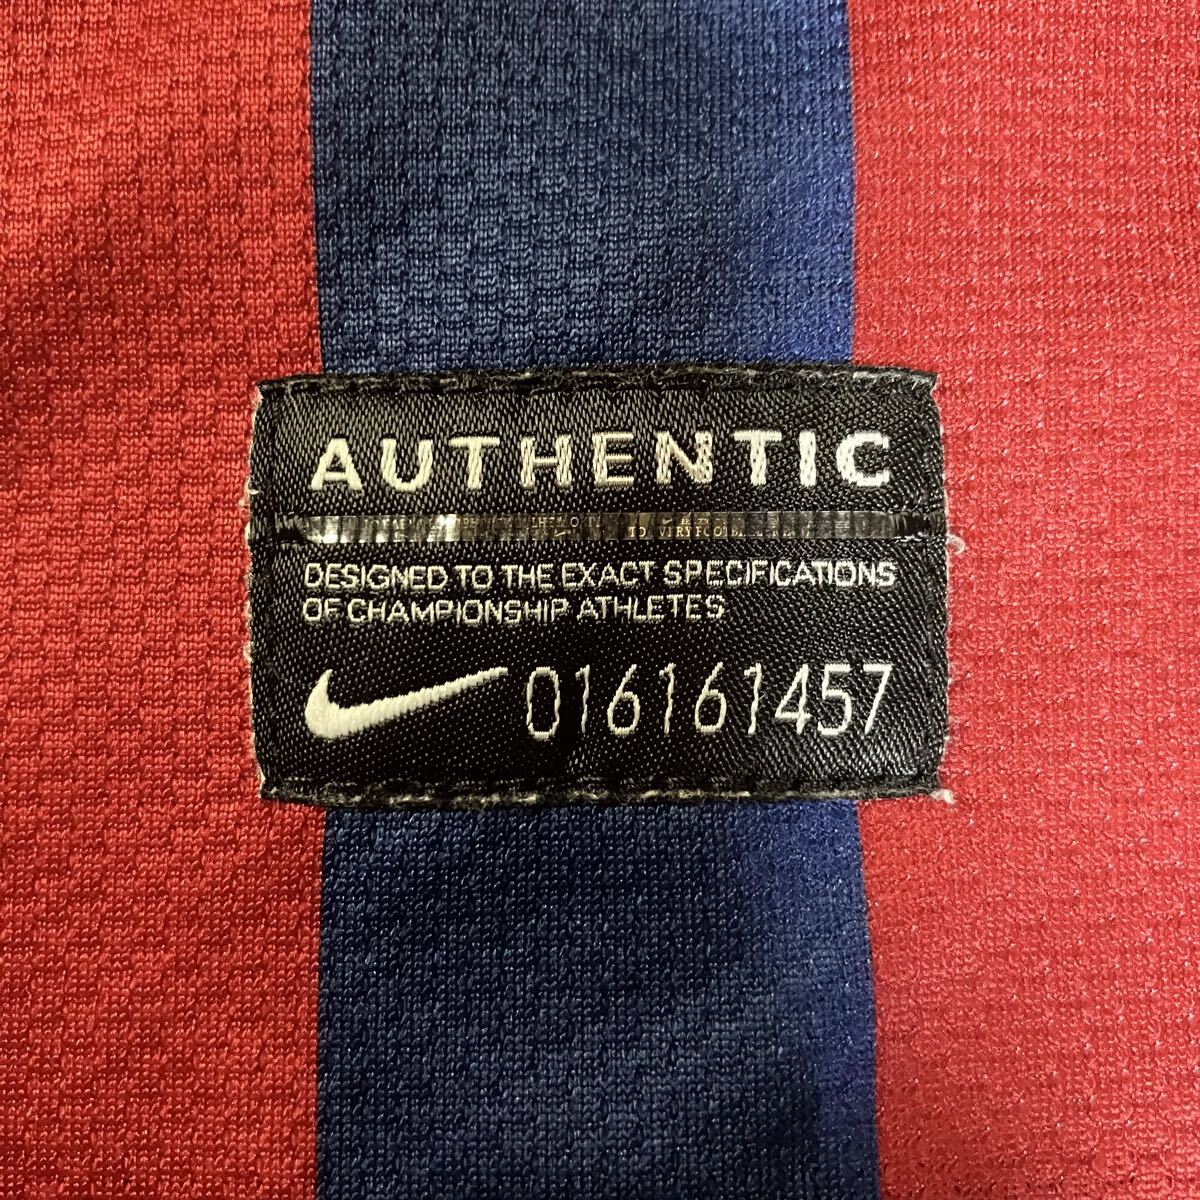 AUTHENTIC
DESIGNED TO THE EXACT SPECIFICATIONS
OF CHAMPIONSHIP ATHLETES
016161457